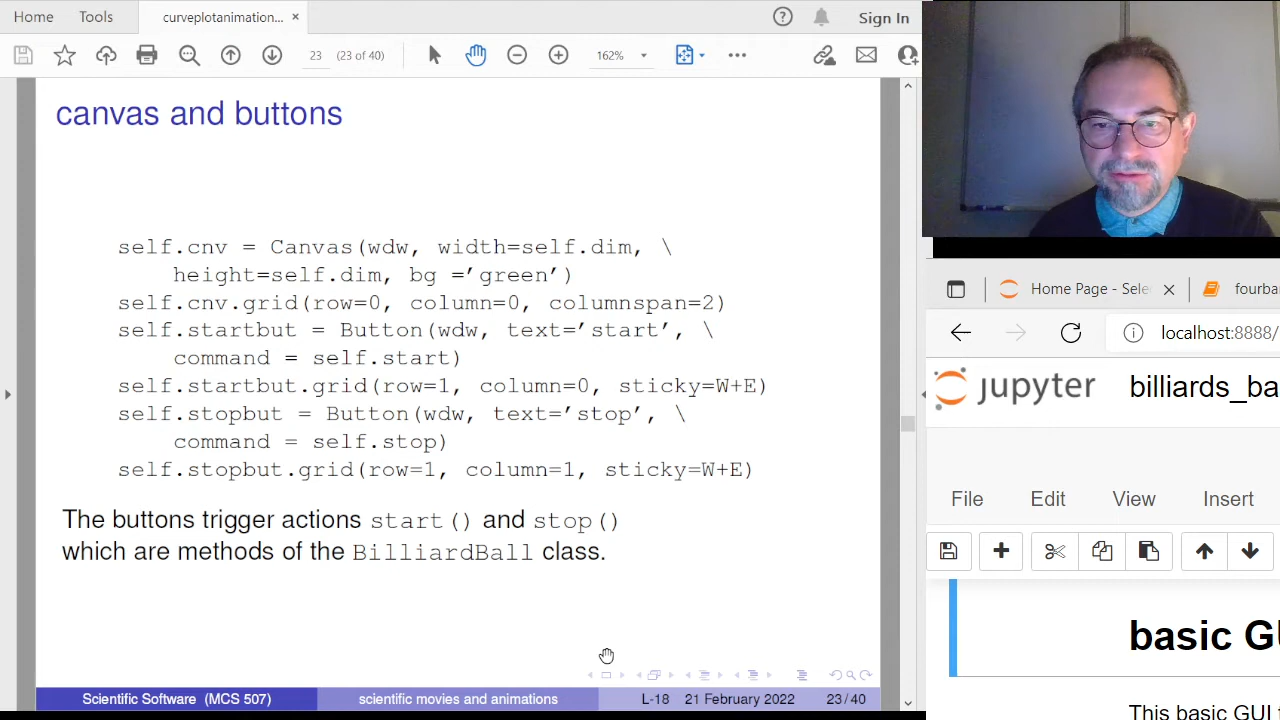 Home Tools curveplotanimation... × Sign In
23 (23 of 40) 162%
canvas and buttons
self.cnv = Canvas(wdw, width=self.dim, \
height=self.dim, bg =’green’)
self.cnv.grid(row=0, column=0, columnspan=2)
self.startbut = Button(wdw, text=’start’, \
command = self.start)
self.startbut.grid(row=1, column=0, sticky=W+E)
self.stopbut = Button(wdw, text=’stop’, \
command = self.stop)
self.stopbut.grid(row=1, column=1, sticky=W+E)
The buttons trigger actions start() and stop()
which are methods of the BilliardBall class.
Scientific Software (MCS 507) scientific movies and animations L-18 21 February 2022 23 / 40
Home Page - Sele × fourba
localhost:8888/
jupyter billiards_ba
File Edit View Insert
basic GU
This basic GUI t